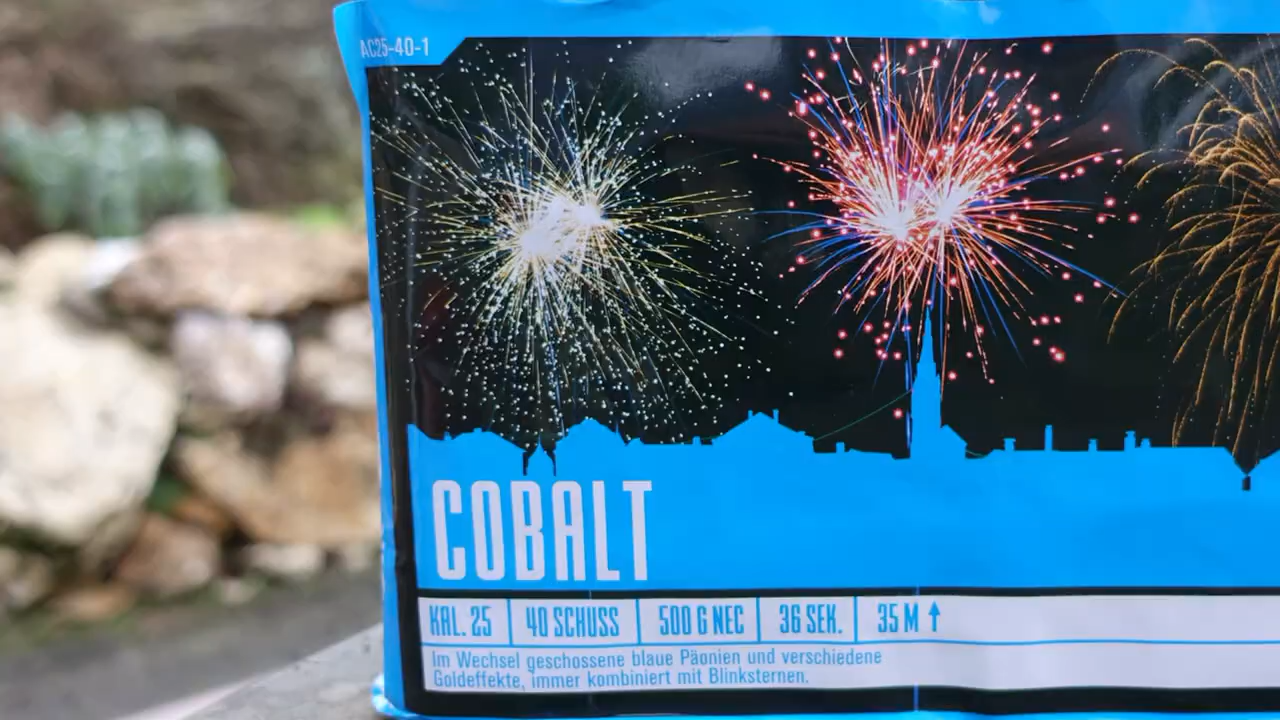 AC25-40-1
COBALT
KAL. 25 40 SCHUSS 500 G NEC 36 SEK. 35 M ↑
Im Wechsel geschossene blaue Päonien und verschiedene
Goldeffekte, immer kombiniert mit Blinksternen.